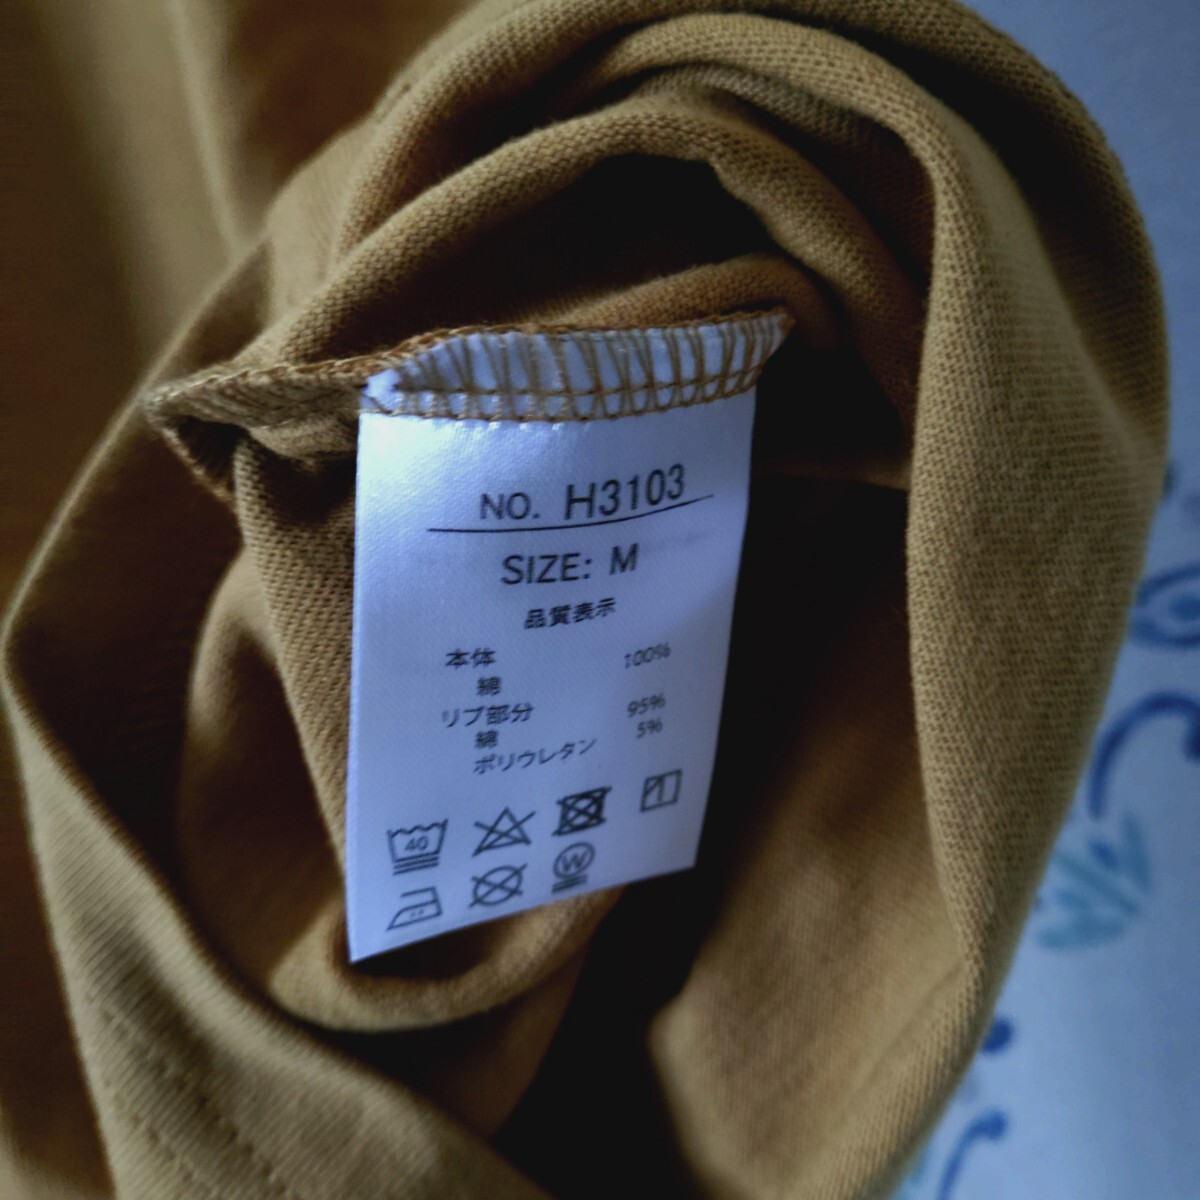 NO. H3103
SIZE: M
品質表示
本体 100%
綿
リブ部分 95%
綿 5%
ポリウレタン
40
W